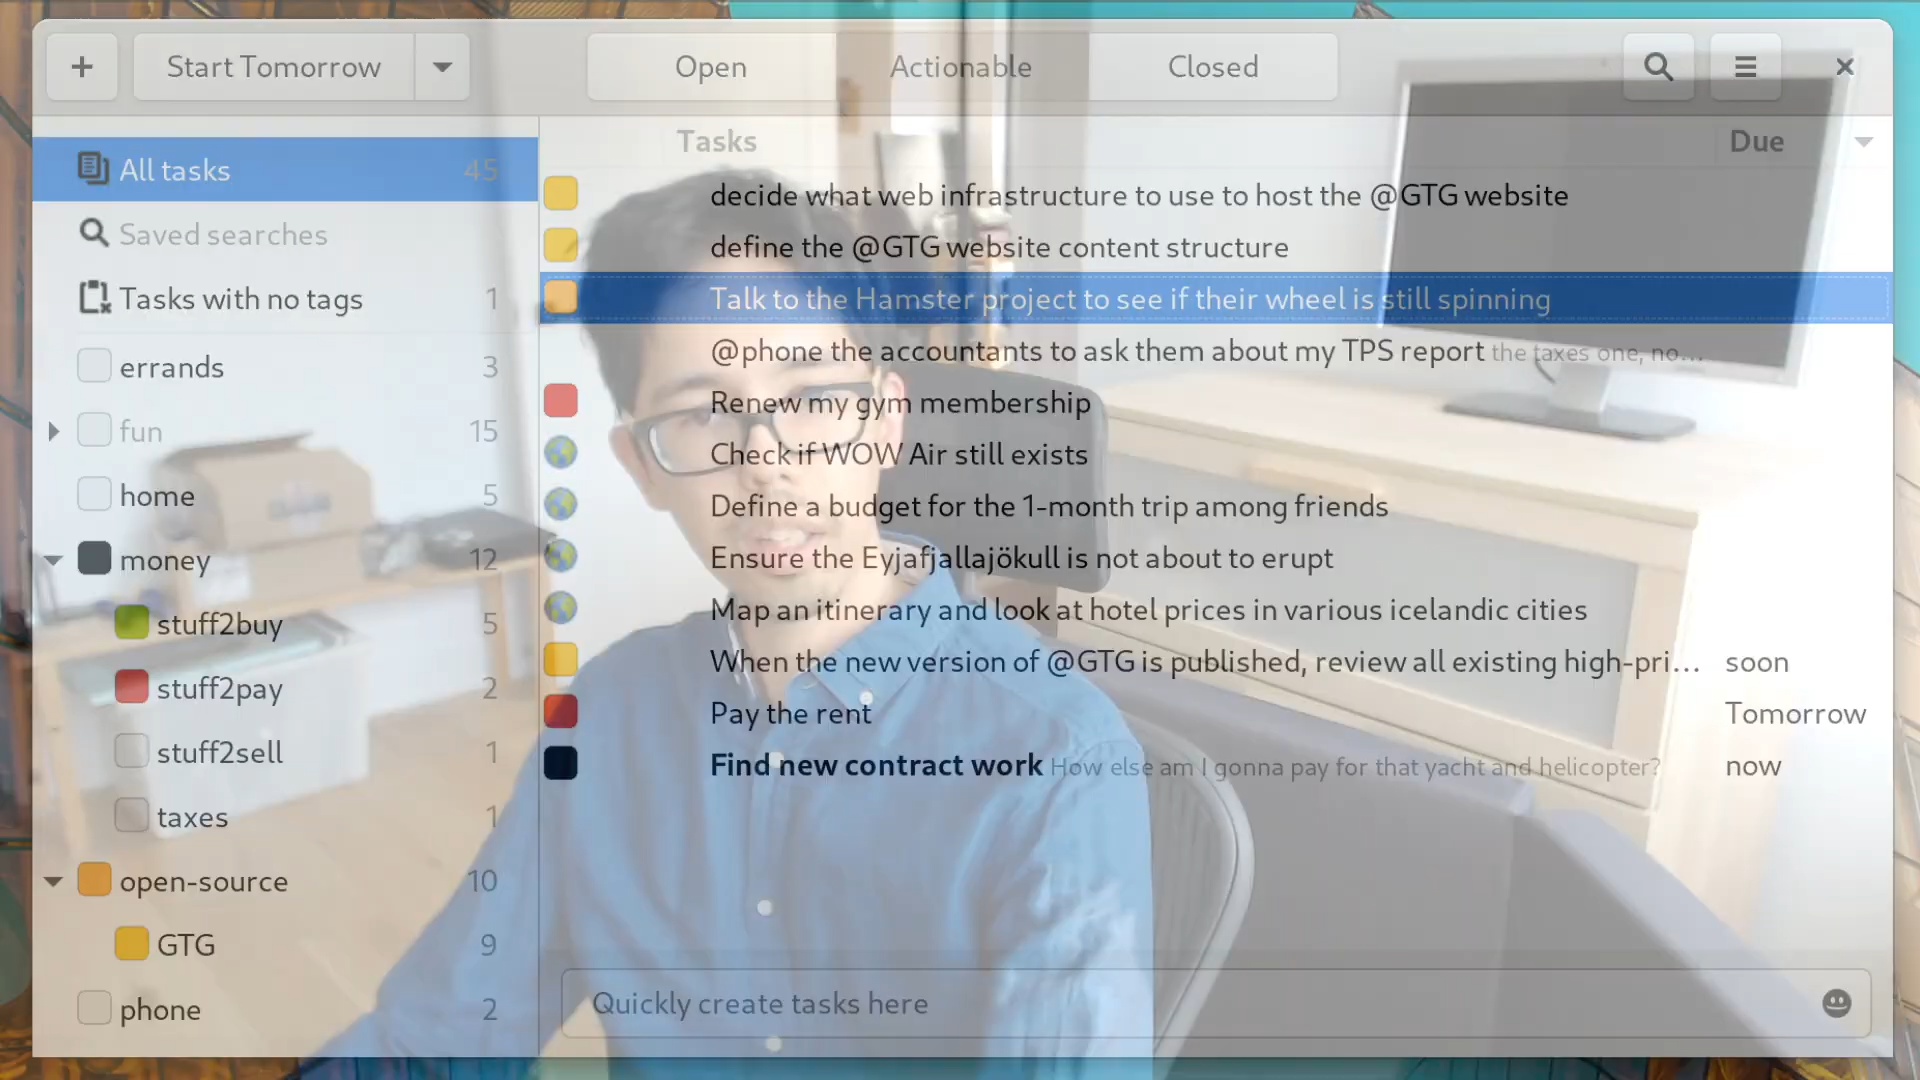 Start Tomorrow
Open
Actionable
Closed
All tasks 45
Saved searches
Tasks with no tags 1
errands 3
fun 15
home 5
money 12
stuff2buy 5
stuff2pay 2
stuff2sell 1
taxes 1
open-source 10
GTG 9
phone 2
Tasks Due
decide what web infrastructure to use to host the @GTG website
define the @GTG website content structure
Talk to the Hamster project to see if their wheel is still spinning
@phone the accountants to ask them about my TPS report the taxes one, no...
Renew my gym membership
Check if WOW Air still exists
Define a budget for the 1-month trip among friends
Ensure the Eyjafjallajökull is not about to erupt
Map an itinerary and look at hotel prices in various icelandic cities
When the new version of @GTG is published, review all existing high-pri... soon
Pay the rent Tomorrow
Find new contract work How else am I gonna pay for that yacht and helicopter? now
Quickly create tasks here